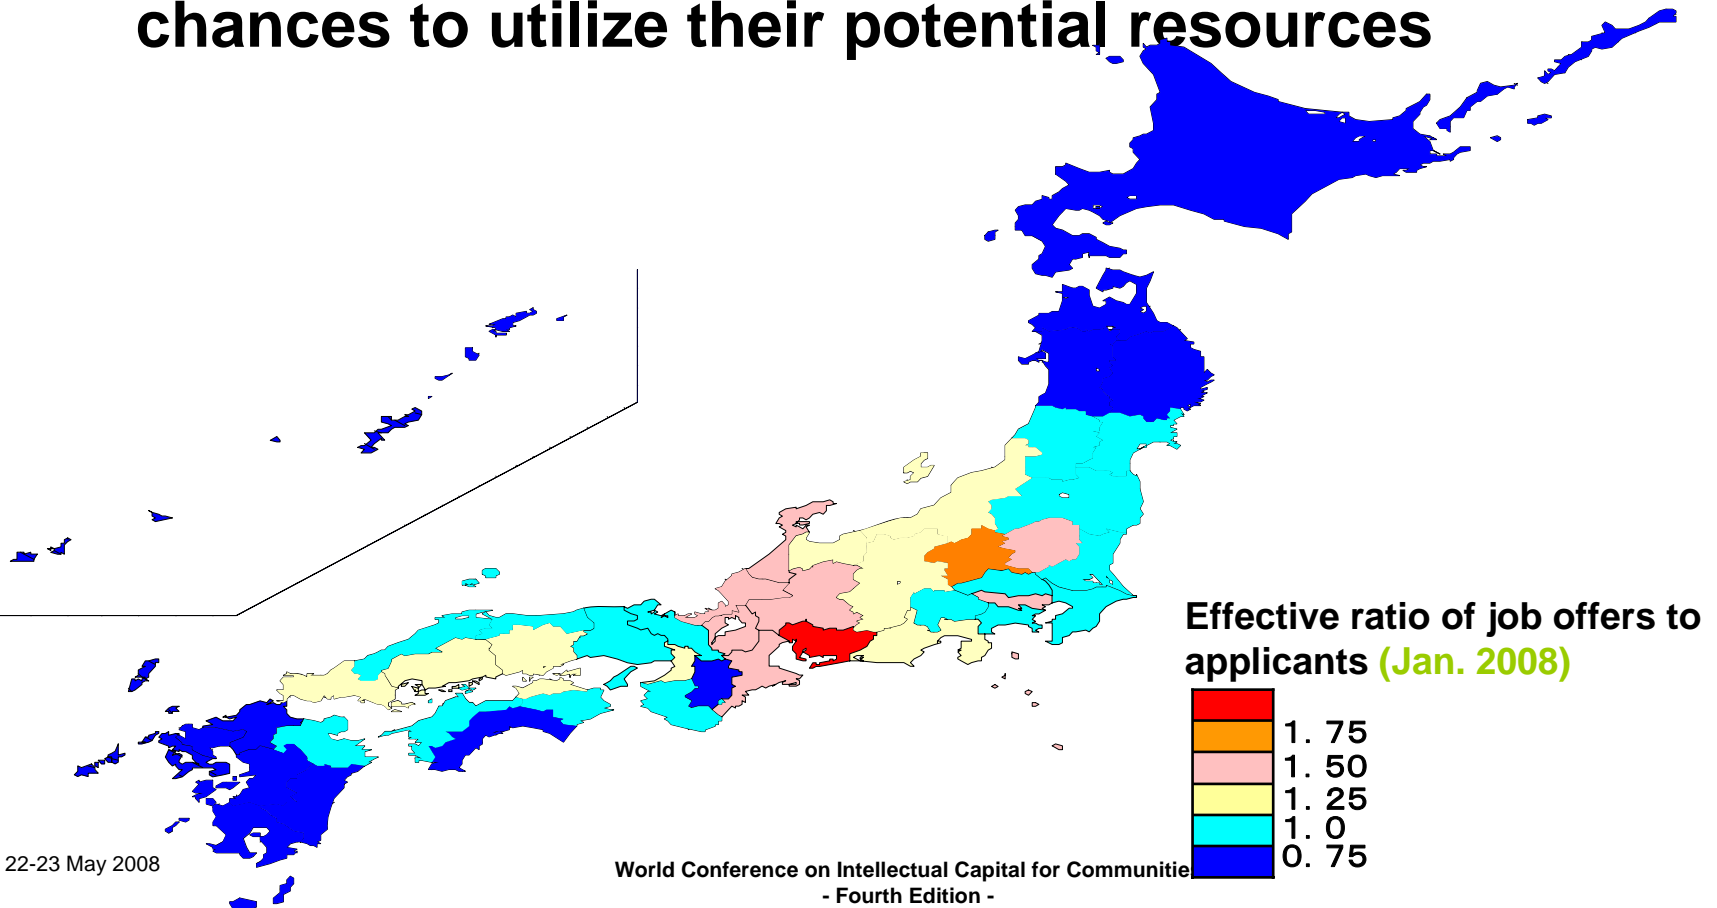 chances to utilize their potential resources
Effective ratio of job offers to
applicants (Jan. 2008)
1. 75
1. 50
1. 25
1. 0
0. 75
22-23 May 2008
World Conference on Intellectual Capital for Communitie
- Fourth Edition -